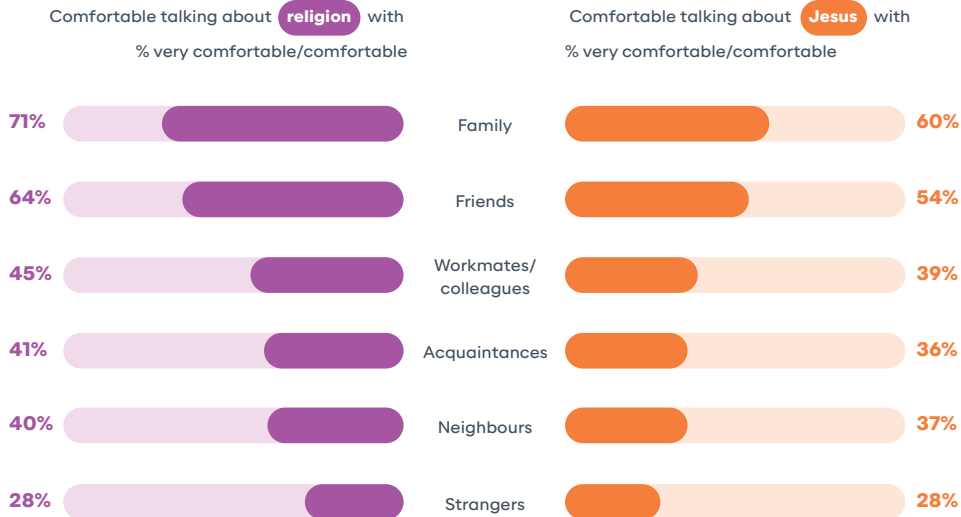 Comfortable talking about religion with
% very comfortable/comfortable
Comfortable talking about Jesus with
% very comfortable/comfortable
71% Family 60%
64% Friends 54%
45% Workmates/
colleagues 39%
41% Acquaintances 36%
40% Neighbours 37%
28% Strangers 28%